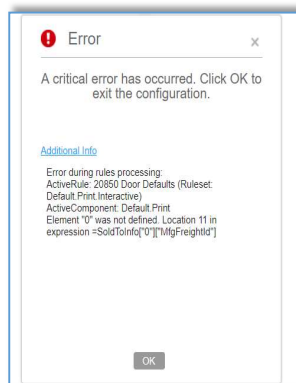 Error
A critical error has occurred. Click OK to
exit the configuration.
Additional Info
Error during rules processing:
ActiveRule: 20850 Door Defaults (Ruleset:
Default.Print.Interactive)
ActiveComponent: Default.Print
Element "0" was not defined. Location 11 in
expression =SoldToInfo["0"]["MfgFreightId"]
OK